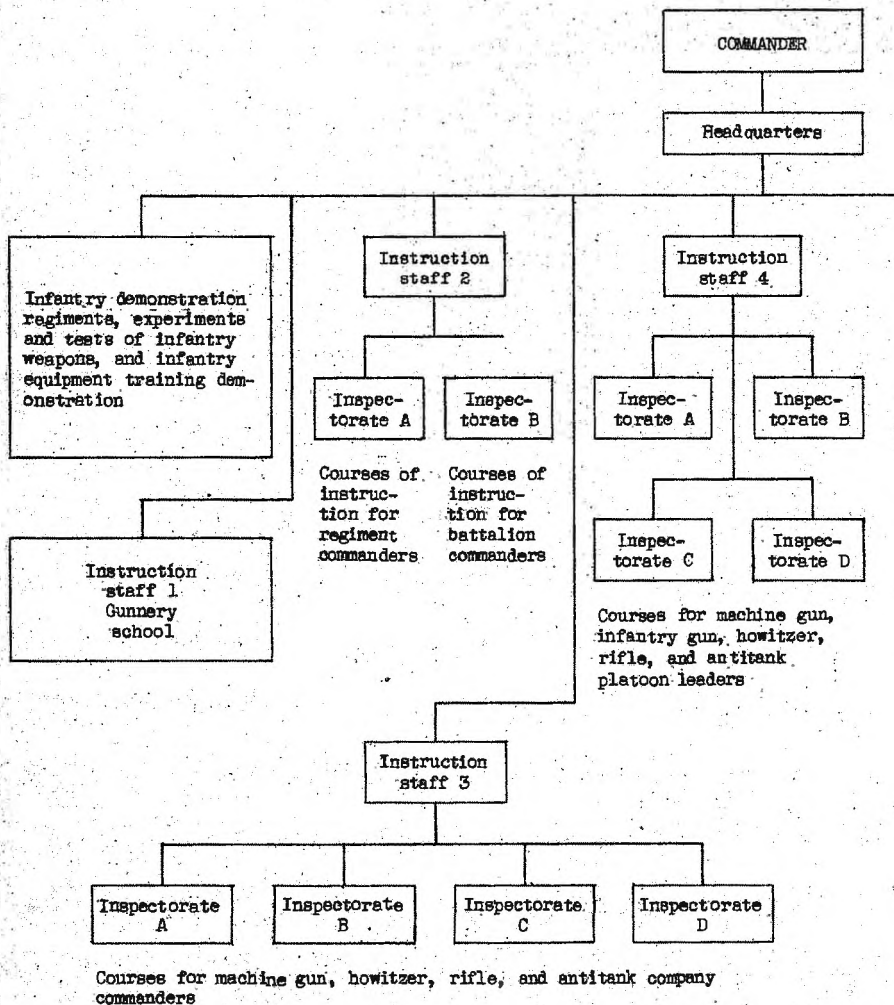 COMMANDER
Headquarters
Infantry demonstration
regiments, experiments
and tests of infantry
weapons, and infantry
equipment training dem-
onstration
Instruction
staff 1
Gunnery
school
Instruction
staff 2
Inspec-
torate A
Courses of
instruc-
tion for
regiment
commanders
Inspec-
torate B
Courses of
instruc-
tion for
battalion
commanders
Instruction
staff 4
Inspec-
torate A
Inspec-
torate B
Inspec-
torate C
Inspec-
torate D
Courses for machine gun,
infantry gun, howitzer,
rifle, and antitank
platoon leaders
Instruction
staff 3
Inspectorate
A
Inspectorate
B
Inspectorate
C
Inspectorate
D
Courses for machine gun, howitzer, rifle, and antitank company
commanders